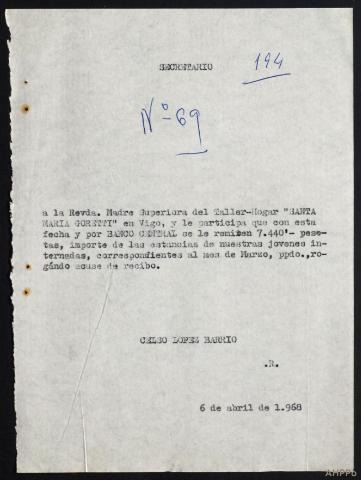 SECRETARIO
194
Nº-69
a la Revda. Madre Superiora del Taller-Hogar "SANTA
MARIA GORETTI" en Vigo, y le participa que con esta
fecha y por BANCO CENTRAL se le remiten 7.440'- pese-
tas, importe de las estancias de nuestras jovenes in-
ternadas, correspondientes al mes de Marzo, ppdo.,ro-
gándo acuse de recibo.
CELSO LOPEZ BARRIO
.R.
6 de abril de 1.968
AHPPO